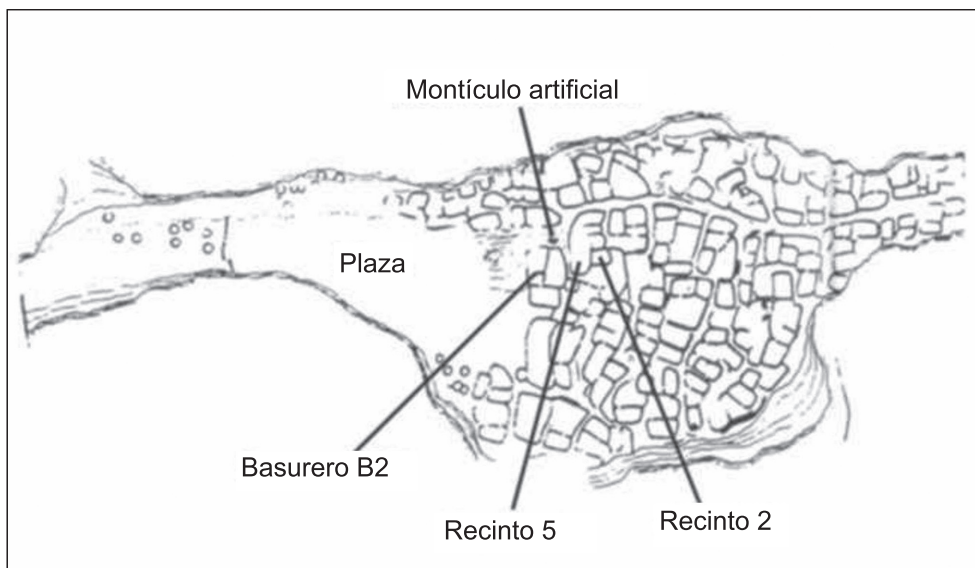 Montículo artificial
Plaza
Basurero B2
Recinto 5
Recinto 2